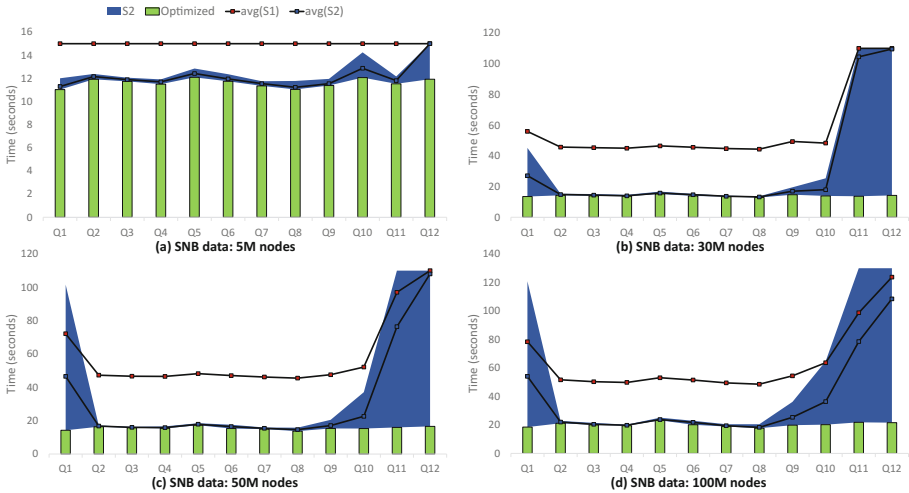 S2 Optimized avg(S1) avg(S2)
Time (seconds)
16
14
12
10
8
6
4
2
0
Q1 Q2 Q3 Q4 Q5 Q6 Q7 Q8 Q9 Q10 Q11 Q12
(a) SNB data: 5M nodes
Time (seconds)
120
100
80
60
40
20
0
Q1 Q2 Q3 Q4 Q5 Q6 Q7 Q8 Q9 Q10 Q11 Q12
(b) SNB data: 30M nodes
Time (seconds)
120
100
80
60
40
20
0
Q1 Q2 Q3 Q4 Q5 Q6 Q7 Q8 Q9 Q10 Q11 Q12
(c) SNB data: 50M nodes
Time (seconds)
140
120
100
80
60
40
20
0
Q1 Q2 Q3 Q4 Q5 Q6 Q7 Q8 Q9 Q10 Q11 Q12
(d) SNB data: 100M nodes